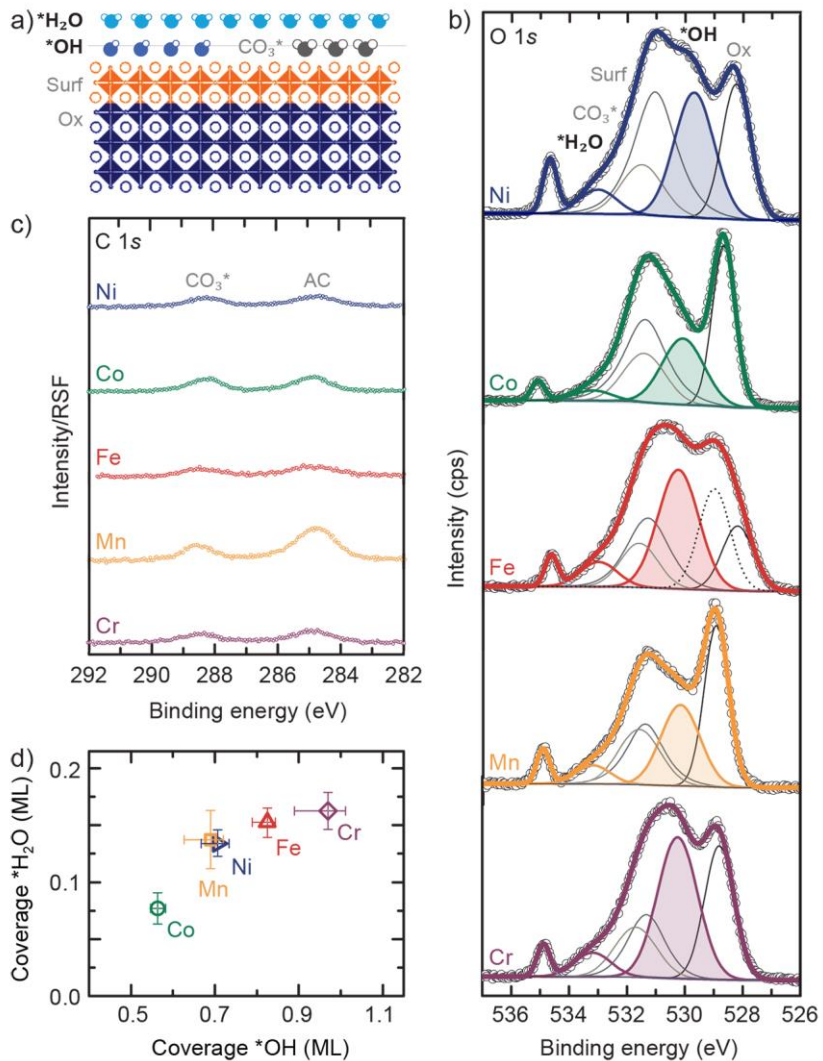 a)
*H₂O
*OH
CO₃*
Surf
Ox
b)
O 1s
*OH
Ox
Surf
CO₃*
*H₂O
Ni
Co
Fe
Mn
Cr
Intensity (cps)
536 534 532 530 528 526
Binding energy (eV)
c)
C 1s
CO₃*
AC
Ni
Co
Fe
Mn
Cr
Intensity/RSF
292 290 288 286 284 282
Binding energy (eV)
d)
Coverage *H₂O (ML)
0.2
0.1
0.0
Co
Mn
Ni
Fe
Cr
0.5 0.7 0.9 1.1
Coverage *OH (ML)